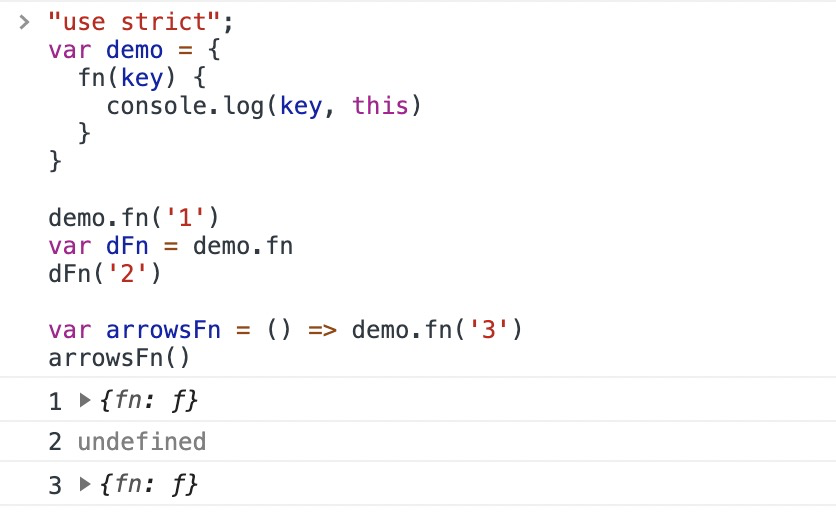 > "use strict";
var demo = {
  fn(key) {
    console.log(key, this)
  }
}
demo.fn('1')
var dFn = demo.fn
dFn('2')
var arrowsFn = () => demo.fn('3')
arrowsFn()
1 ▶ {fn: ƒ}
2 undefined
3 ▶ {fn: ƒ}